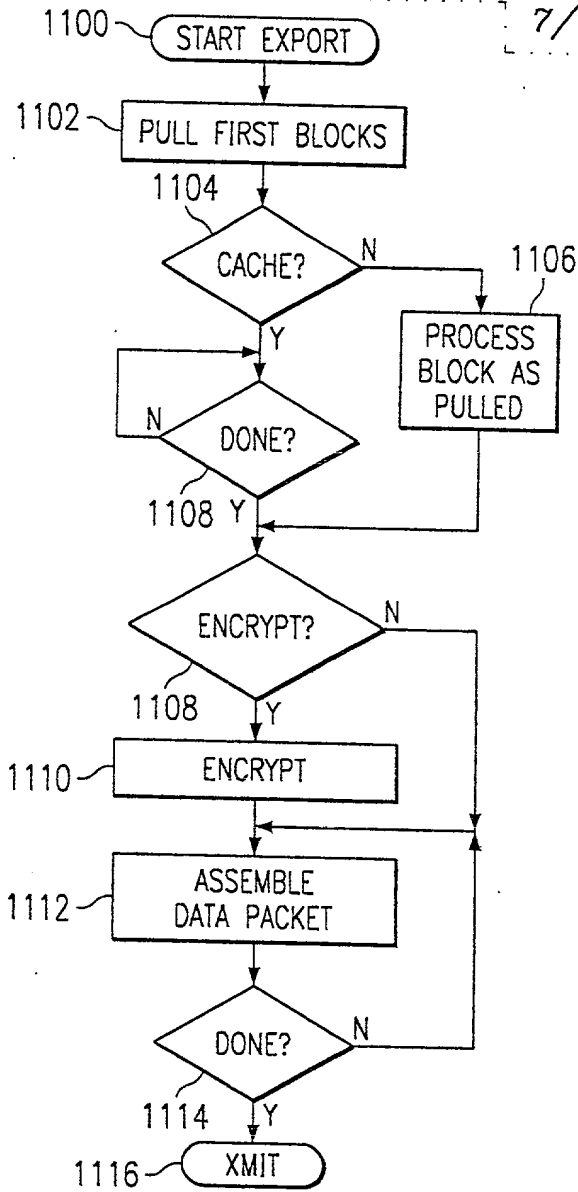 7/
1100
START EXPORT
1102
PULL FIRST BLOCKS
1104
CACHE?
N
Y
1106
PROCESS
BLOCK AS
PULLED
N
DONE?
1108
Y
ENCRYPT?
N
1108
Y
1110
ENCRYPT
1112
ASSEMBLE
DATA PACKET
DONE?
N
1114
Y
1116
XMIT